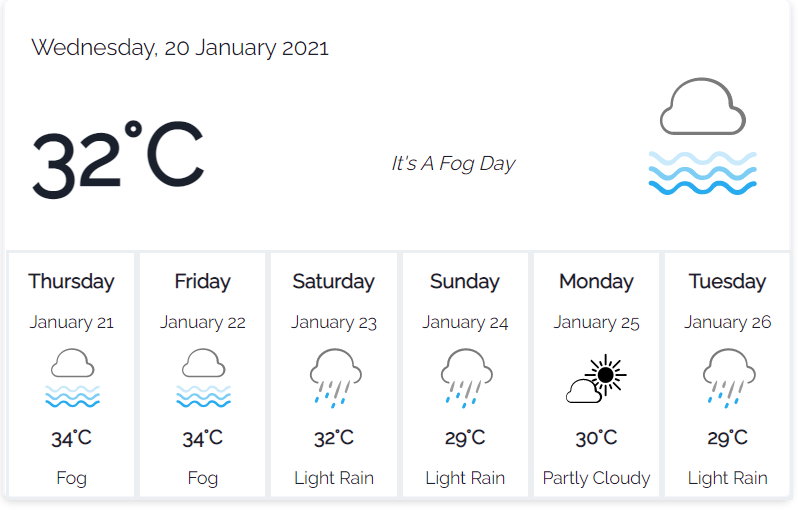 Wednesday, 20 January 2021
32°C
It's A Fog Day
Thursday
January 21
34°C
Fog
Friday
January 22
34°C
Fog
Saturday
January 23
32°C
Light Rain
Sunday
January 24
29°C
Light Rain
Monday
January 25
30°C
Partly Cloudy
Tuesday
January 26
29°C
Light Rain